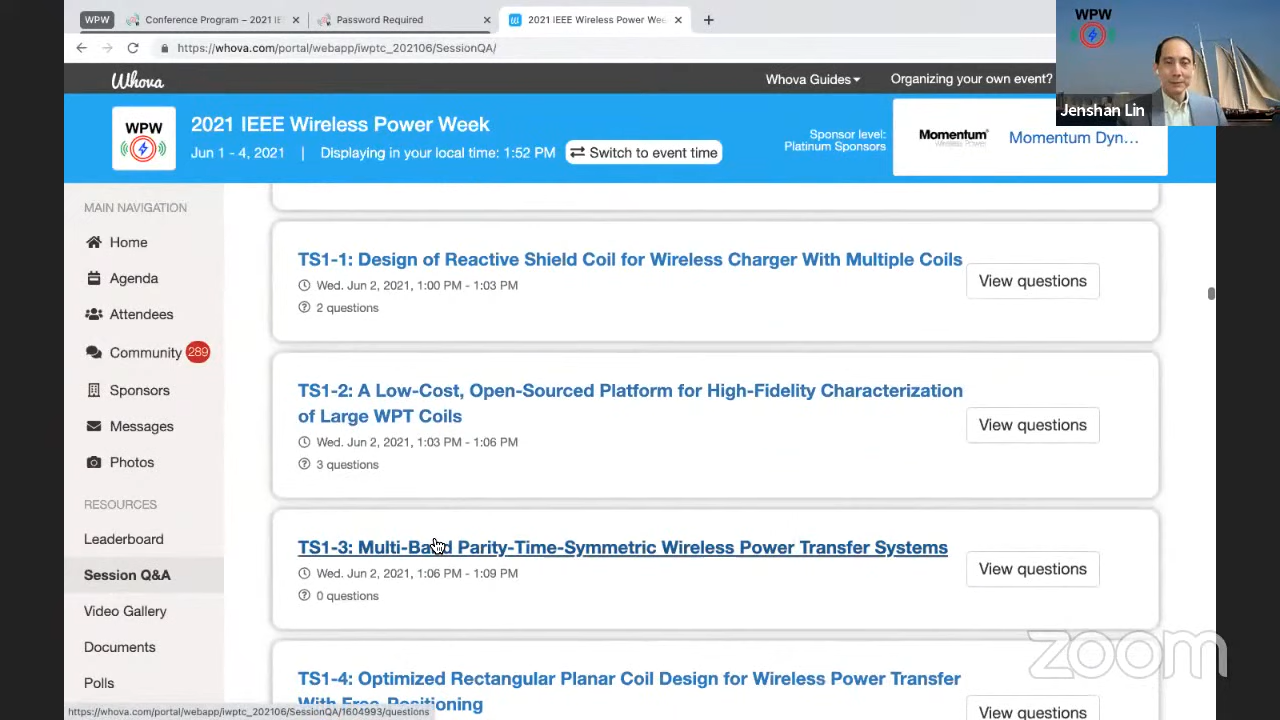 WPW
Conference Program – 2021 IE
Password Required
2021 IEEE Wireless Power Wee
https://whova.com/portal/webapp/iwptc_202106/SessionQA/
WPW
Jenshan Lin
Whova
Whova Guides
Organizing your own event?
WPW
2021 IEEE Wireless Power Week
Jun 1 - 4, 2021 | Displaying in your local time: 1:52 PM
Switch to event time
Sponsor level:
Platinum Sponsors
Momentum
Wireless Power
Momentum Dyn...
MAIN NAVIGATION
Home
Agenda
Attendees
Community 289
Sponsors
Messages
Photos
RESOURCES
Leaderboard
Session Q&A
Video Gallery
Documents
Polls
TS1-1: Design of Reactive Shield Coil for Wireless Charger With Multiple Coils
Wed. Jun 2, 2021, 1:00 PM - 1:03 PM
2 questions
View questions
TS1-2: A Low-Cost, Open-Sourced Platform for High-Fidelity Characterization
of Large WPT Coils
Wed. Jun 2, 2021, 1:03 PM - 1:06 PM
3 questions
View questions
TS1-3: Multi-Band Parity-Time-Symmetric Wireless Power Transfer Systems
Wed. Jun 2, 2021, 1:06 PM - 1:09 PM
0 questions
View questions
TS1-4: Optimized Rectangular Planar Coil Design for Wireless Power Transfer
With Free-Positioning
View questions
zoom
https://whova.com/portal/webapp/iwptc_202106/SessionQA/1604993/questions